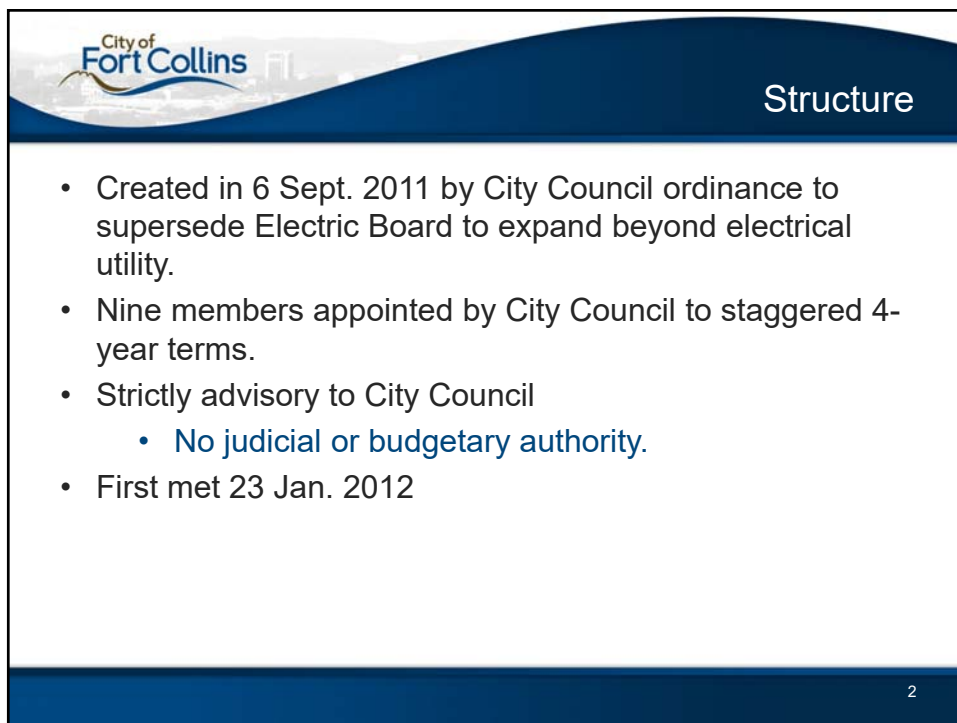 City of
Fort Collins
Structure
• Created in 6 Sept. 2011 by City Council ordinance to
supersede Electric Board to expand beyond electrical
utility.
• Nine members appointed by City Council to staggered 4-
year terms.
• Strictly advisory to City Council
• No judicial or budgetary authority.
• First met 23 Jan. 2012
2